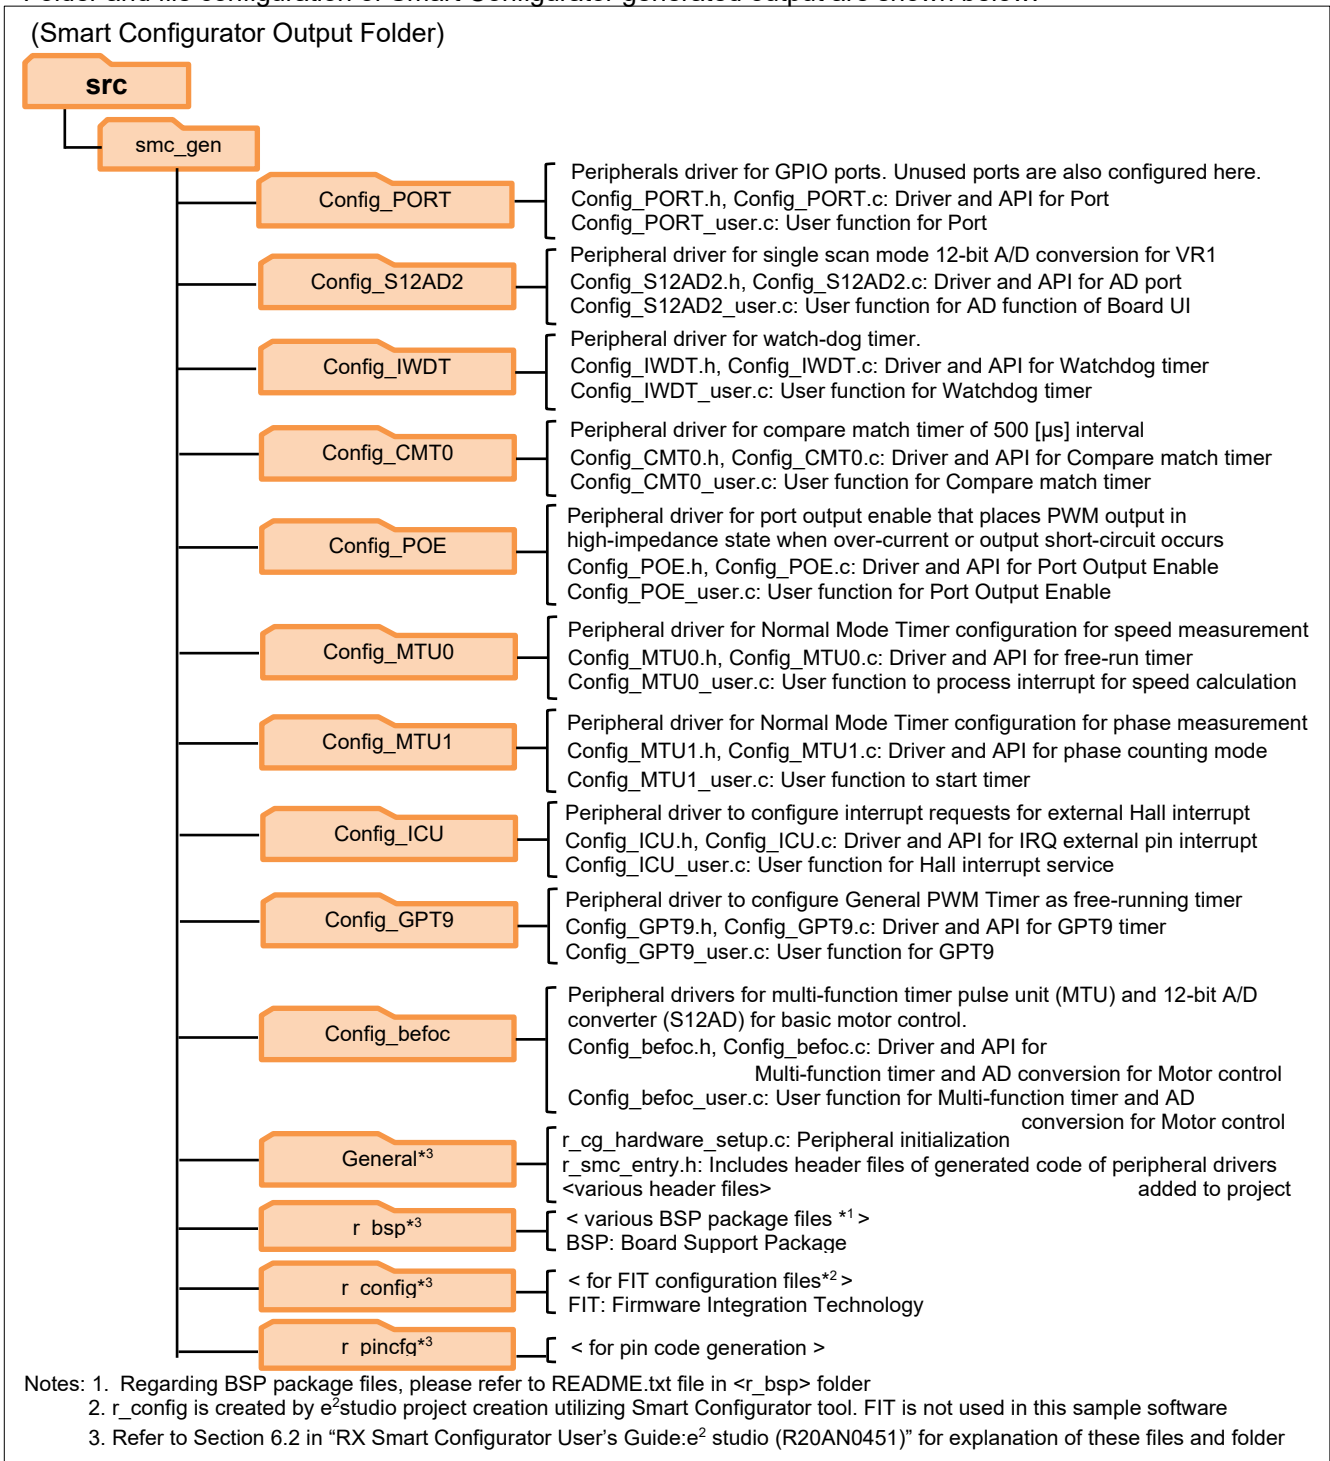 Folder and file configuration of Smart Configurator generated output are shown below.
(Smart Configurator Output Folder)
src
smc_gen
Config_PORT
Peripherals driver for GPIO ports. Unused ports are also configured here.
Config_PORT.h, Config_PORT.c: Driver and API for Port
Config_PORT_user.c: User function for Port
Config_S12AD2
Peripheral driver for single scan mode 12-bit A/D conversion for VR1
Config_S12AD2.h, Config_S12AD2.c: Driver and API for AD port
Config_S12AD2_user.c: User function for AD function of Board UI
Config_IWDT
Peripheral driver for watch-dog timer.
Config_IWDT.h, Config_IWDT.c: Driver and API for Watchdog timer
Config_IWDT_user.c: User function for Watchdog timer
Config_CMT0
Peripheral driver for compare match timer of 500 [µs] interval
Config_CMT0.h, Config_CMT0.c: Driver and API for Compare match timer
Config_CMT0_user.c: User function for Compare match timer
Config_POE
Peripheral driver for port output enable that places PWM output in
high-impedance state when over-current or output short-circuit occurs
Config_POE.h, Config_POE.c: Driver and API for Port Output Enable
Config_POE_user.c: User function for Port Output Enable
Config_MTU0
Peripheral driver for Normal Mode Timer configuration for speed measurement
Config_MTU0.h, Config_MTU0.c: Driver and API for free-run timer
Config_MTU0_user.c: User function to process interrupt for speed calculation
Config_MTU1
Peripheral driver for Normal Mode Timer configuration for phase measurement
Config_MTU1.h, Config_MTU1.c: Driver and API for phase counting mode
Config_MTU1_user.c: User function to start timer
Config_ICU
Peripheral driver to configure interrupt requests for external Hall interrupt
Config_ICU.h, Config_ICU.c: Driver and API for IRQ external pin interrupt
Config_ICU_user.c: User function for Hall interrupt service
Config_GPT9
Peripheral driver to configure General PWM Timer as free-running timer
Config_GPT9.h, Config_GPT9.c: Driver and API for GPT9 timer
Config_GPT9_user.c: User function for GPT9
Config_befoc
Peripheral drivers for multi-function timer pulse unit (MTU) and 12-bit A/D
converter (S12AD) for basic motor control.
Config_befoc.h, Config_befoc.c: Driver and API for
Multi-function timer and AD conversion for Motor control
Config_befoc_user.c: User function for Multi-function timer and AD
conversion for Motor control
General*3
r_cg_hardware_setup.c: Peripheral initialization
r_smc_entry.h: Includes header files of generated code of peripheral drivers
<various header files> added to project
r_bsp*3
< various BSP package files *1 >
BSP: Board Support Package
r_config*3
< for FIT configuration files*2 >
FIT: Firmware Integration Technology
r_pincfg*3
< for pin code generation >
Notes: 1. Regarding BSP package files, please refer to README.txt file in <r_bsp> folder
2. r_config is created by e2studio project creation utilizing Smart Configurator tool. FIT is not used in this sample software
3. Refer to Section 6.2 in “RX Smart Configurator User’s Guide:e2 studio (R20AN0451)” for explanation of these files and folder